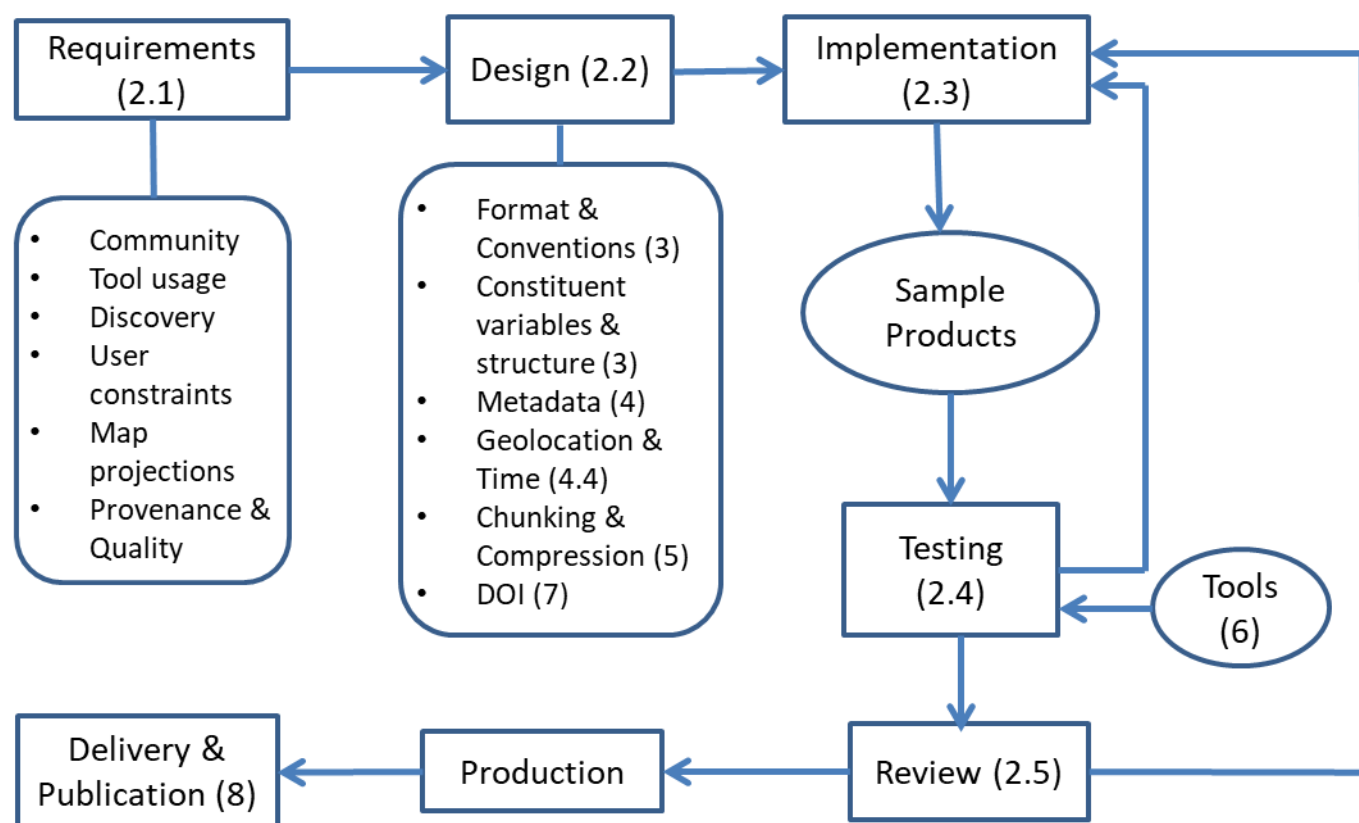 Requirements
(2.1)
Design (2.2)
Implementation
(2.3)
• Community
• Tool usage
• Discovery
• User
constraints
• Map
projections
• Provenance &
Quality
• Format &
Conventions (3)
• Constituent
variables &
structure (3)
• Metadata (4)
• Geolocation &
Time (4.4)
• Chunking &
Compression (5)
• DOI (7)
Sample
Products
Testing
(2.4)
Tools
(6)
Review (2.5)
Production
Delivery &
Publication (8)